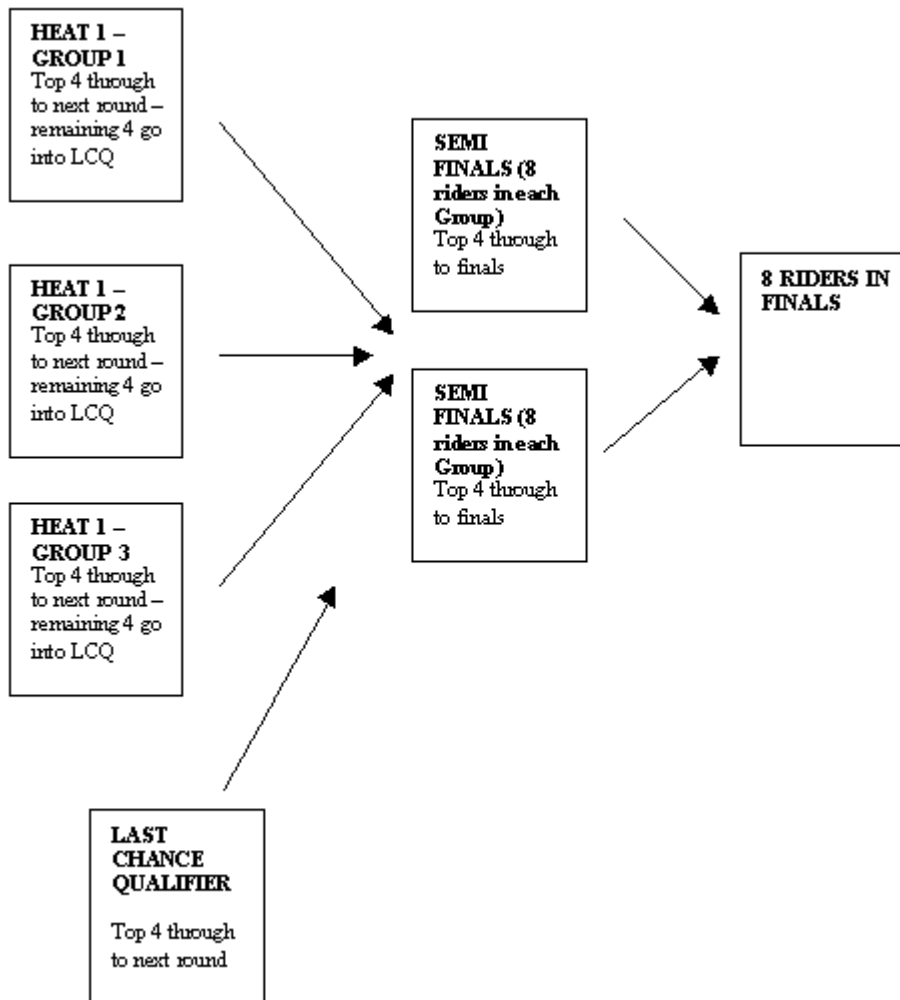 HEAT 1 –
GROUP 1
Top 4 through
to next round –
remaining 4 go
into LCQ
HEAT 1 –
GROUP 2
Top 4 through
to next round –
remaining 4 go
into LCQ
HEAT 1 –
GROUP 3
Top 4 through
to next round –
remaining 4 go
into LCQ
LAST
CHANCE
QUALIFIER
Top 4 through
to next round
SEMI
FINALS (8
riders in each
Group)
Top 4 through
to finals
SEMI
FINALS (8
riders in each
Group)
Top 4 through
to finals
8 RIDERS IN
FINALS